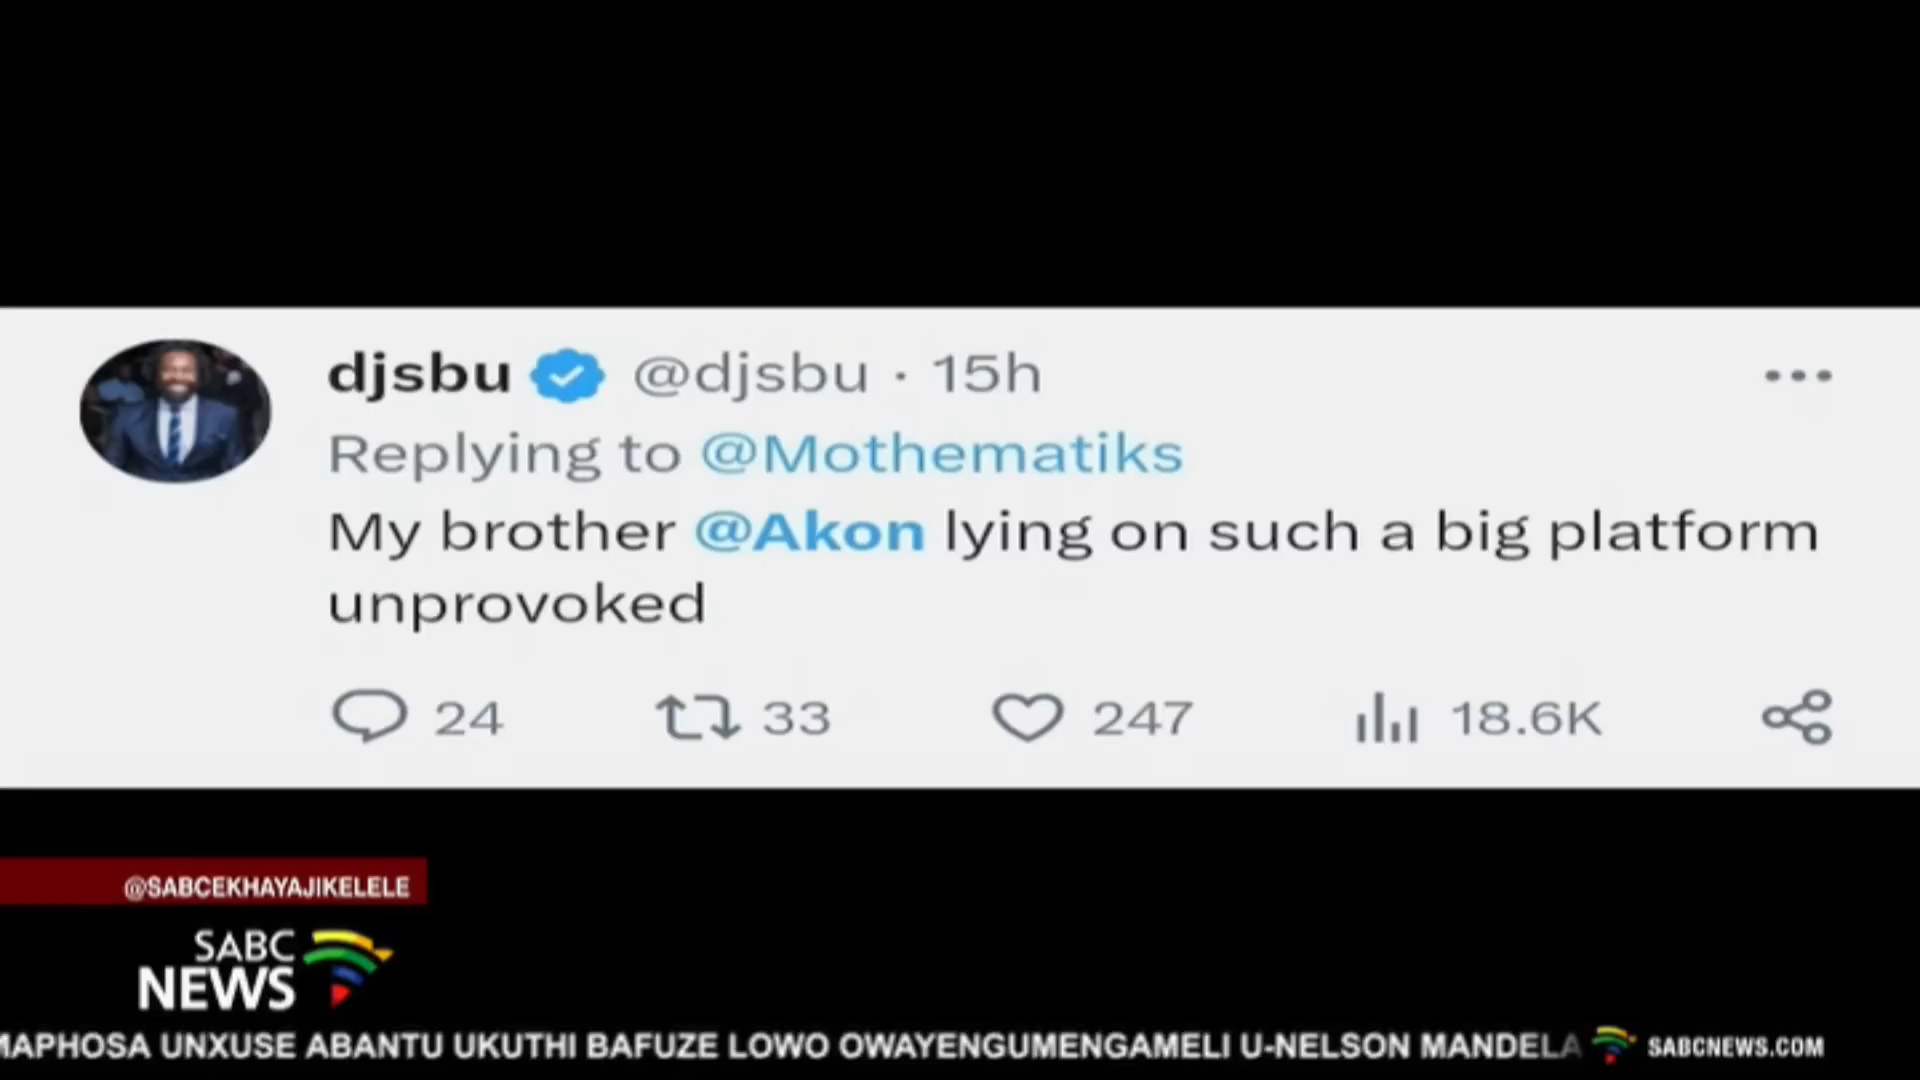 djsbu @djsbu · 15h
Replying to @Mothematiks
My brother @Akon lying on such a big platform
unprovoked
24 33 247 18.6K
@SABCEKHAYAJIKELELE
SABC
NEWS
MAPHOSA UNXUSE ABANTU UKUTHI BAFUZE LOWO OWAYENGUMENGAMELI U-NELSON MANDELA SABCNEWS.COM